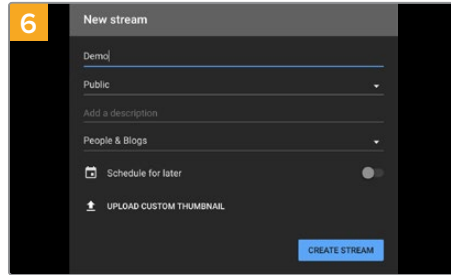 6
New stream
Demo
Public
Add a description
People & Blogs
Schedule for later
UPLOAD CUSTOM THUMBNAIL
CREATE STREAM